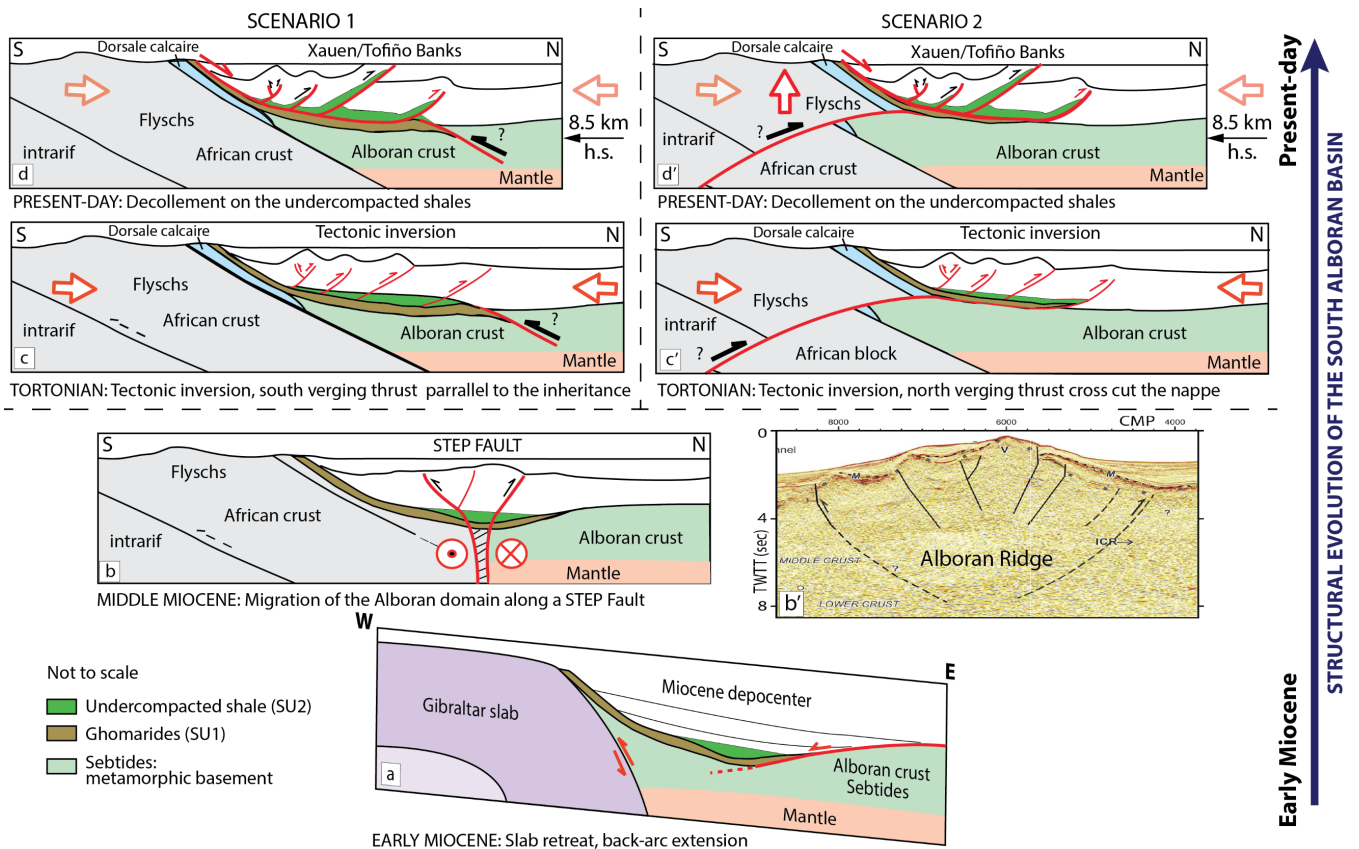 SCENARIO 1
SCENARIO 2
S
Dorsale calcaire
Xauen/Tofiño Banks
N
Flyschs
intrarif
African crust
Alboran crust
Mantle
?
8.5 km
h.s.
d
PRESENT-DAY: Decollement on the undercompacted shales
S
Dorsale calcaire
Xauen/Tofiño Banks
N
Flyschs
?
intrarif
African crust
Alboran crust
Mantle
8.5 km
h.s.
d'
PRESENT-DAY: Decollement on the undercompacted shales
S
Dorsale calcaire
Tectonic inversion
N
Flyschs
intrarif
African crust
?
Alboran crust
Mantle
c
TORTONIAN: Tectonic inversion, south verging thrust parrallel to the inheritance
S
Dorsale calcaire
Tectonic inversion
N
Flyschs
intrarif
?
African block
Alboran crust
Mantle
c'
TORTONIAN: Tectonic inversion, north verging thrust cross cut the nappe
S
STEP FAULT
N
Flyschs
African crust
intrarif
Alboran crust
Mantle
b
MIDDLE MIOCENE: Migration of the Alboran domain along a STEP Fault
8000
6000
CMP
4000
0
nnel
V
M
M
4
?
ICR
MIDDLE CRUST
?
Alboran Ridge
TWTT (sec)
LOWER CRUST
8
b'
W
E
Miocene depocenter
Gibraltar slab
Alboran crust
Sebtides
Mantle
a
EARLY MIOCENE: Slab retreat, back-arc extension
Not to scale
Undercompacted shale (SU2)
Ghomarides (SU1)
Sebtides:
metamorphic basement
Present-day
Early Miocene
STRUCTURAL EVOLUTION OF THE SOUTH ALBORAN BASIN